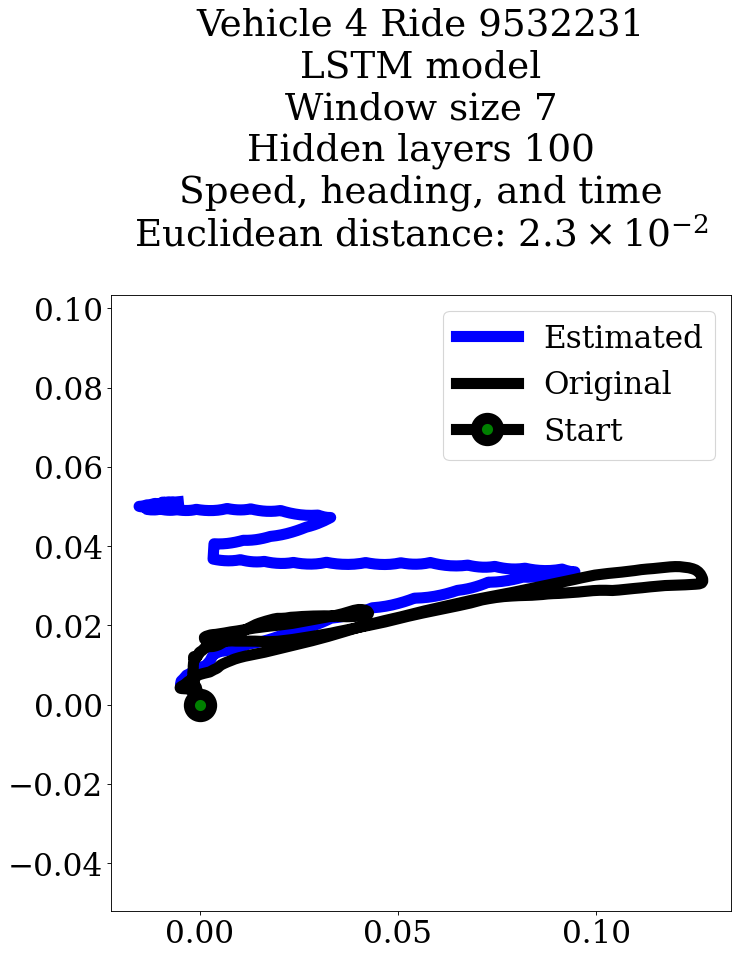 Vehicle 4 Ride 9532231
LSTM model
Window size 7
Hidden layers 100
Speed, heading, and time
Euclidean distance: 2.3 × 10⁻²
Estimated
Original
Start
0.10
0.08
0.06
0.04
0.02
0.00
−0.02
−0.04
0.00 0.05 0.10